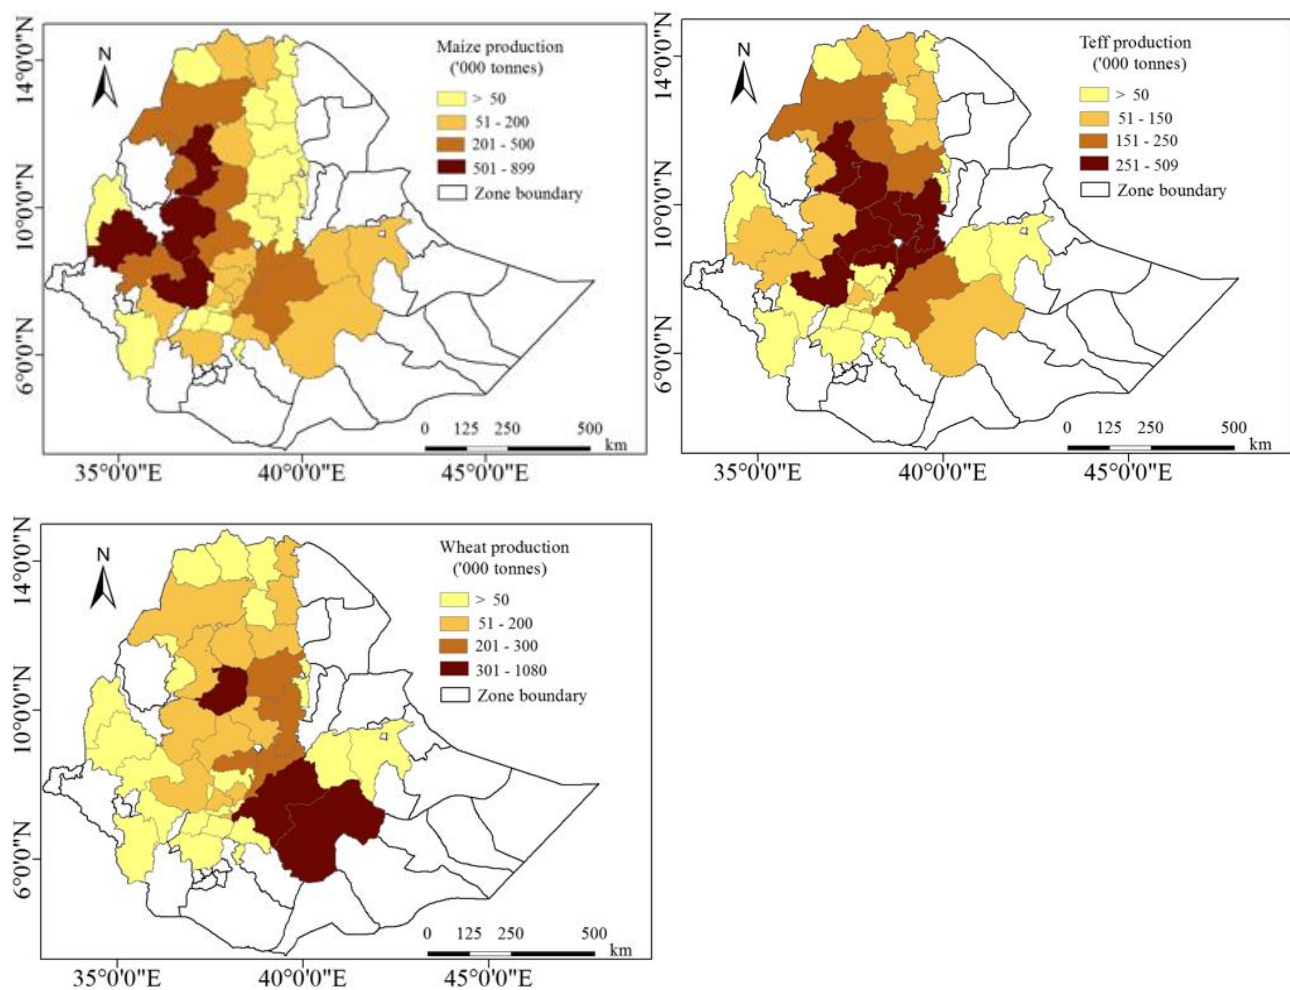 Maize production
('000 tonnes)
N
> 50
51 - 200
201 - 500
501 - 899
Zone boundary
0 125 250 500
km
14°0'0"N
10°0'0"N
6°0'0"N
35°0'0"E 40°0'0"E 45°0'0"E
Teff production
('000 tonnes)
N
> 50
51 - 150
151 - 250
251 - 509
Zone boundary
0 125 250 500
km
14°0'0"N
10°0'0"N
6°0'0"N
35°0'0"E 40°0'0"E 45°0'0"E
Wheat production
('000 tonnes)
N
> 50
51 - 200
201 - 300
301 - 1080
Zone boundary
0 125 250 500
km
14°0'0"N
10°0'0"N
6°0'0"N
35°0'0"E 40°0'0"E 45°0'0"E